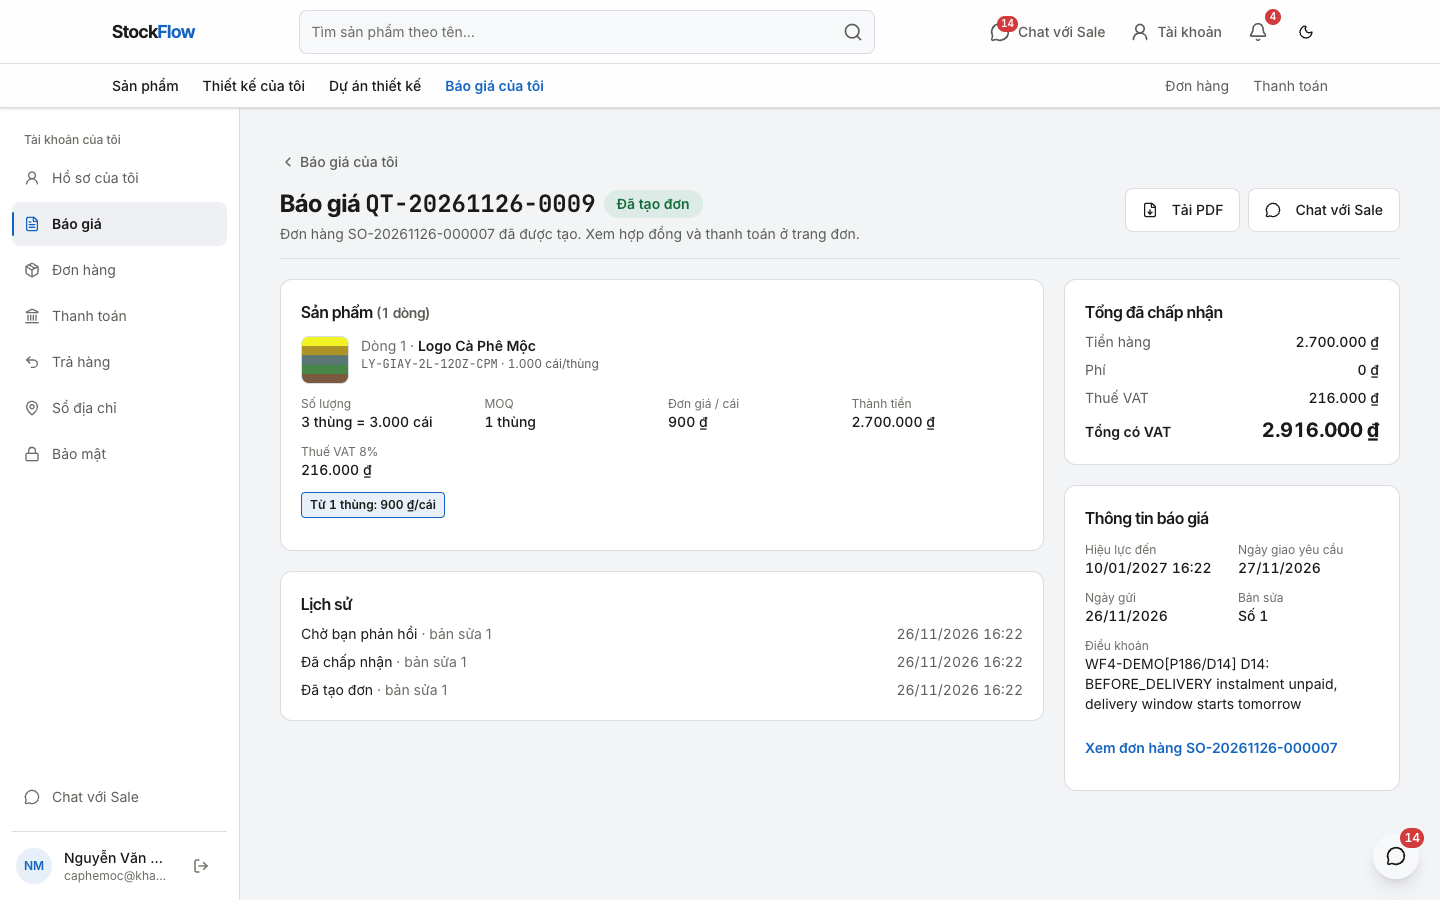 StockFlow
Tìm sản phẩm theo tên...
14
Chat với Sale
Tài khoản
4
Sản phẩm
Thiết kế của tôi
Dự án thiết kế
Báo giá của tôi
Đơn hàng
Thanh toán
Tài khoản của tôi
Hồ sơ của tôi
Báo giá
Đơn hàng
Thanh toán
Trả hàng
Sổ địa chỉ
Bảo mật
Chat với Sale
NM
Nguyễn Văn ...
caphemoc@kha...
Báo giá của tôi
Báo giá QT-20261126-0009
Đã tạo đơn
Đơn hàng SO-20261126-000007 đã được tạo. Xem hợp đồng và thanh toán ở trang đơn.
Tải PDF
Chat với Sale
Sản phẩm (1 dòng)
Dòng 1 · Logo Cà Phê Mộc
LY-GIAY-2L-12OZ-CPM · 1.000 cái/thùng
Số lượng
3 thùng = 3.000 cái
MOQ
1 thùng
Đơn giá / cái
900 ₫
Thành tiền
2.700.000 ₫
Thuế VAT 8%
216.000 ₫
Từ 1 thùng: 900 ₫/cái
Lịch sử
Chờ bạn phản hồi · bản sửa 1
26/11/2026 16:22
Đã chấp nhận · bản sửa 1
26/11/2026 16:22
Đã tạo đơn · bản sửa 1
26/11/2026 16:22
Tổng đã chấp nhận
Tiền hàng
2.700.000 ₫
Phí
0 ₫
Thuế VAT
216.000 ₫
Tổng có VAT
2.916.000 ₫
Thông tin báo giá
Hiệu lực đến
10/01/2027 16:22
Ngày giao yêu cầu
27/11/2026
Ngày gửi
26/11/2026
Bản sửa
Số 1
Điều khoản
WF4-DEMO[P186/D14] D14:
BEFORE_DELIVERY instalment unpaid,
delivery window starts tomorrow
Xem đơn hàng SO-20261126-000007
14